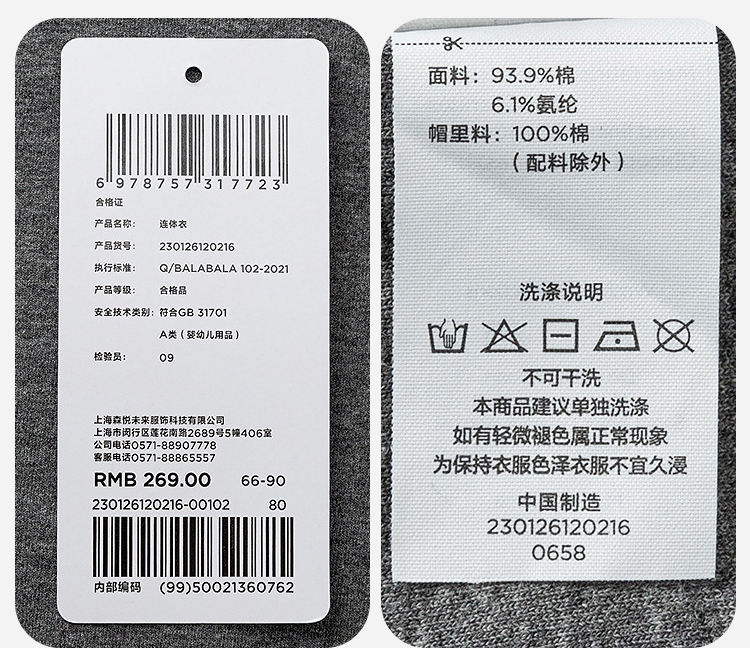 6 978757 317723
合格证
产品名称: 连体衣
产品货号: 230126120216
执行标准: Q/BALABALA 102-2021
产品等级: 合格品
安全技术类别: 符合GB 31701
A类 (婴幼儿用品)
检验员: 09
上海森悦未来服饰科技有限公司
上海市闵行区莲花南路2689号5幢406室
公司电话0571-88907778
客服电话0571-88865557
RMB 269.00 66-90
230126120216-00102 80
内部编码 (99)50021360762
面料: 93.9%棉
6.1%氨纶
帽里料: 100%棉
(配料除外)
洗涤说明
不可干洗
本商品建议单独洗涤
如有轻微褪色属正常现象
为保持衣服色泽衣服不宜久浸
中国制造
230126120216
0658